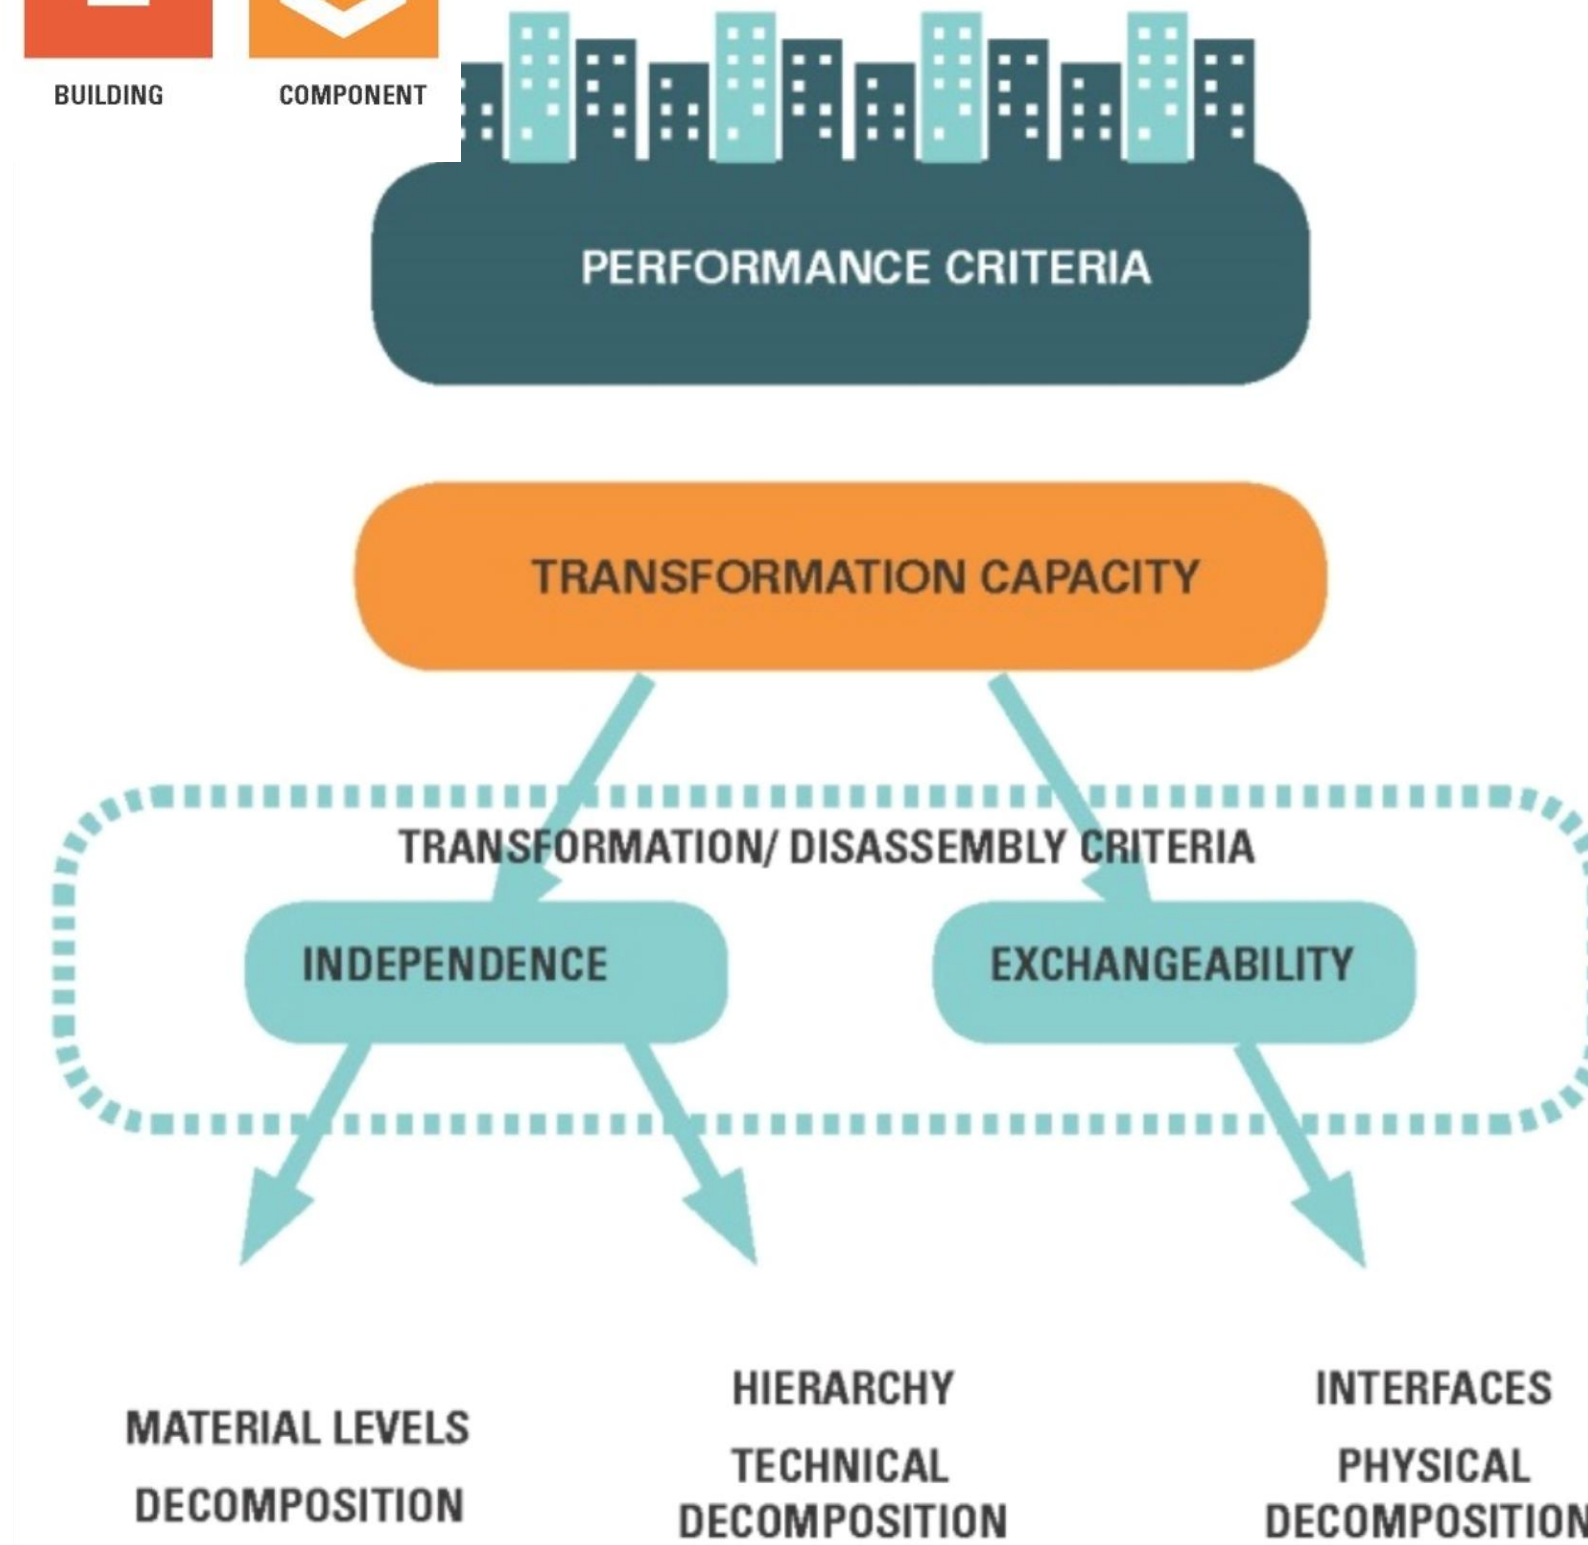 BUILDING
COMPONENT
PERFORMANCE CRITERIA
TRANSFORMATION CAPACITY
TRANSFORMATION/ DISASSEMBLY CRITERIA
INDEPENDENCE
EXCHANGEABILITY
MATERIAL LEVELS
DECOMPOSITION
HIERARCHY
TECHNICAL
DECOMPOSITION
INTERFACES
PHYSICAL
DECOMPOSITION